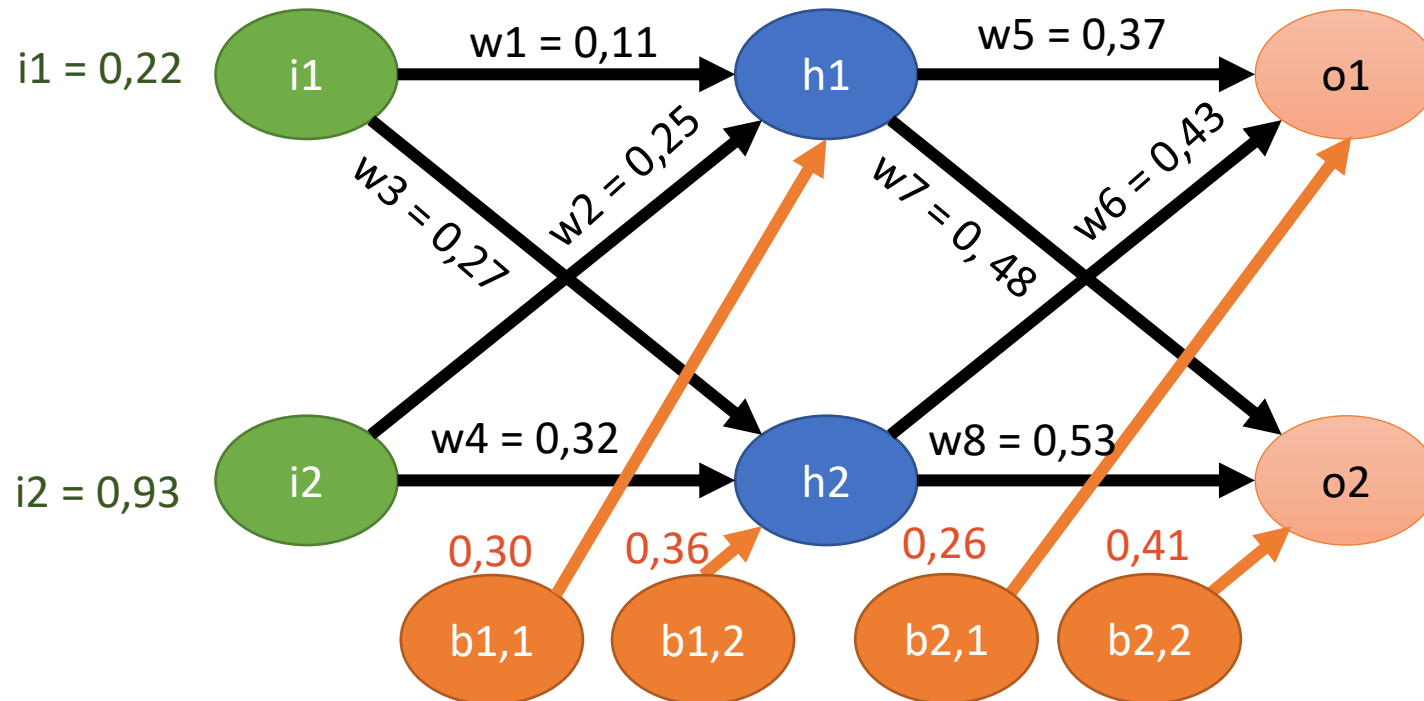 i1 = 0,22
i1
w1 = 0,11
h1
w5 = 0,37
o1
w3 = 0,27
w2 = 0,25
w7 = 0, 48
w6 = 0,43
i2 = 0,93
i2
w4 = 0,32
h2
w8 = 0,53
o2
0,30
0,36
0,26
0,41
b1,1
b1,2
b2,1
b2,2